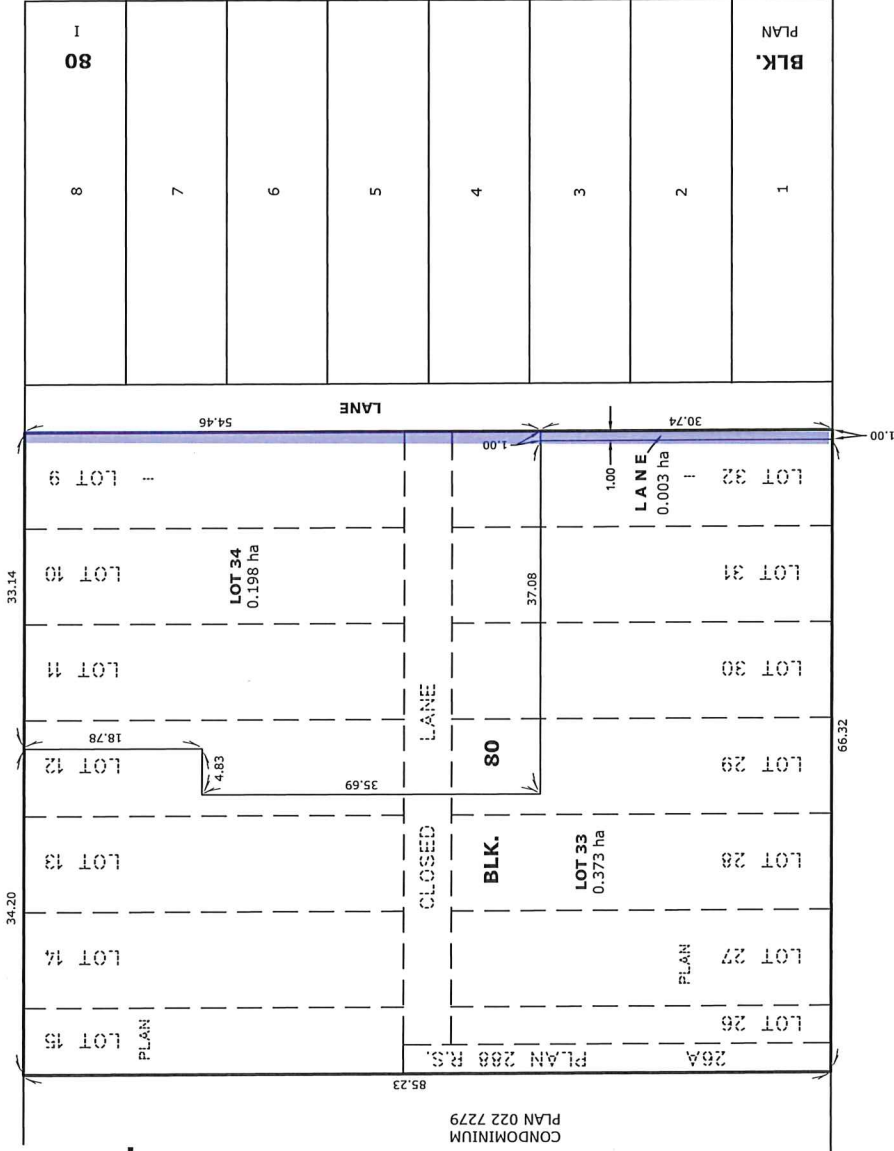 I
80
PLAN
BLK.
8
7
6
5
4
3
2
1
LANE
54.46
30.74
1.00
1.00
1.00
LANE
0.003 ha
LOT 9
LOT 32
33.14
LOT 10
LOT 34
0.198 ha
37.08
LOT 31
LOT 11
LOT 30
18.78
LOT 12
4.83
35.69
CLOSED LANE
BLK. 80
LOT 29
66.32
34.20
LOT 13
LOT 33
0.373 ha
LOT 28
LOT 14
PLAN
LOT 27
LOT 15
PLAN
LOT 26
26A PLAN 288 R.S.
85.23
CONDOMINIUM
PLAN 022 7279